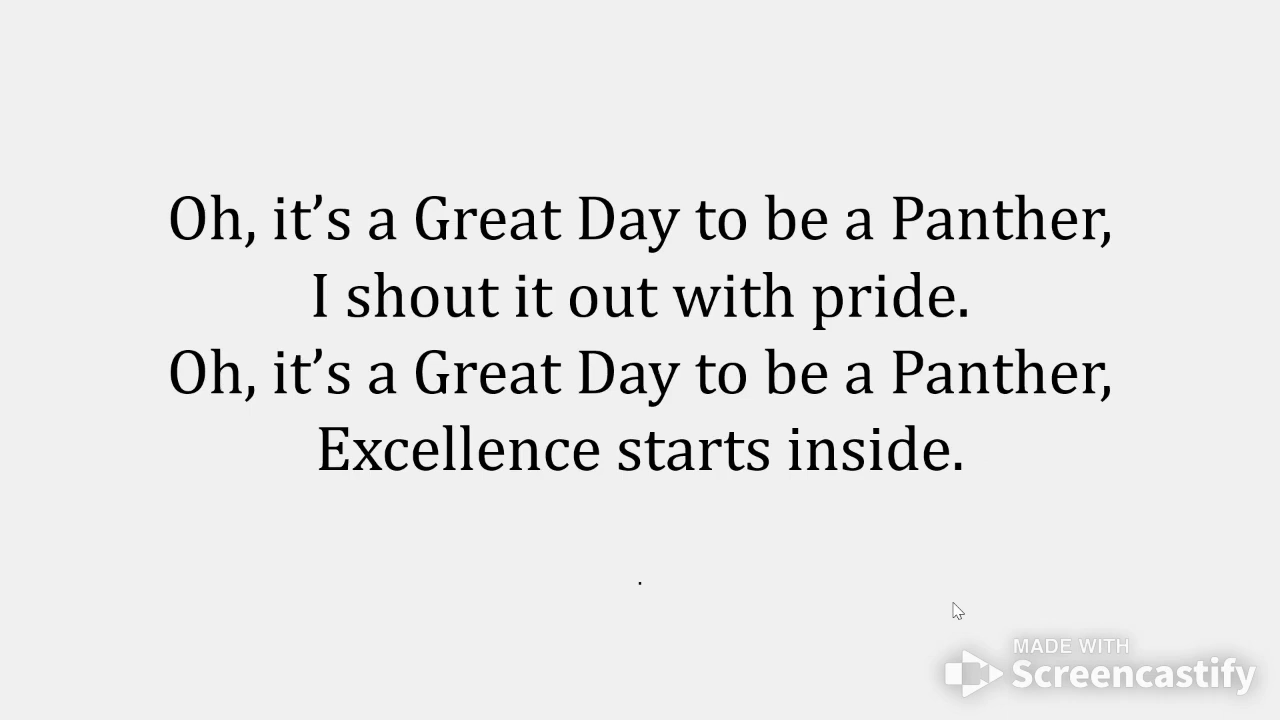 Oh, it’s a Great Day to be a Panther,
I shout it out with pride.
Oh, it’s a Great Day to be a Panther,
Excellence starts inside.
.
MADE WITH
Screencastify